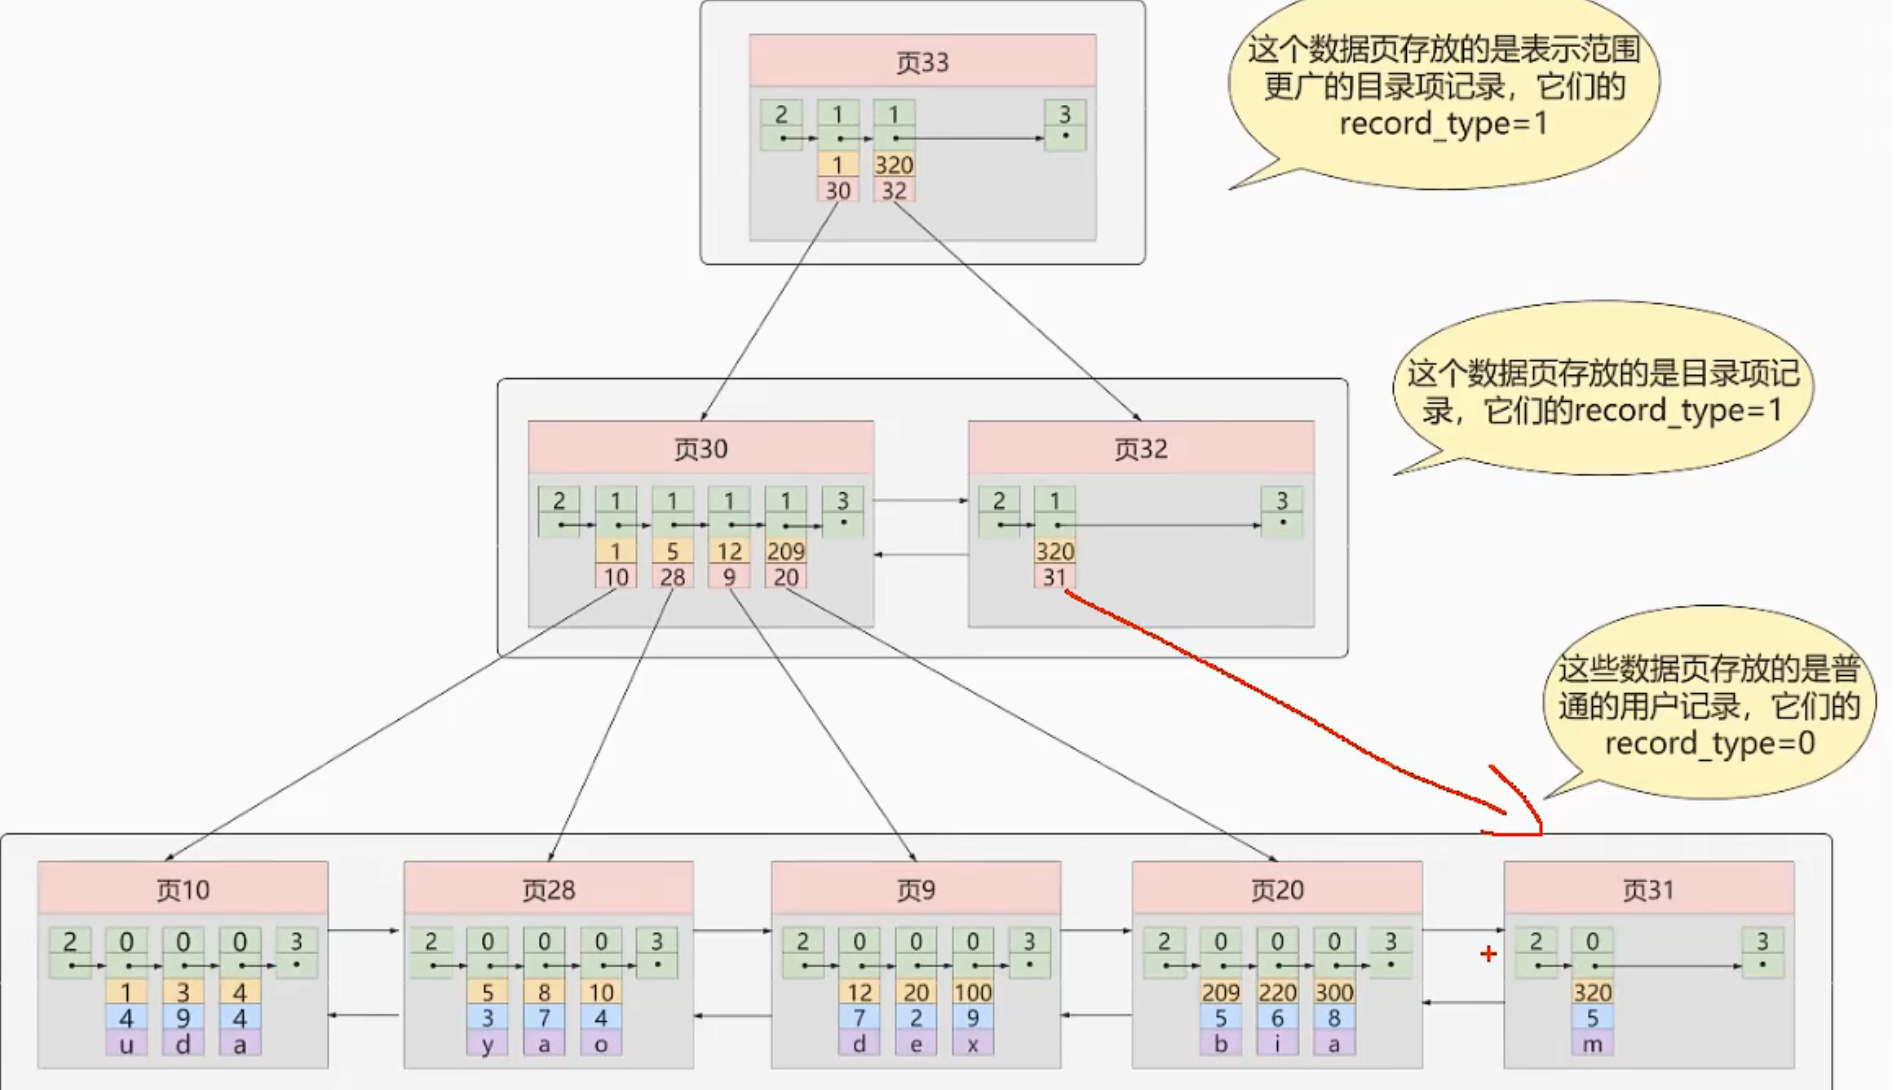 页33
2 1 1 3
1 320
30 32
这个数据页存放的是表示范围
更广的目录项记录，它们的
record_type=1
页30
2 1 1 1 1 3
1 5 12 209
10 28 9 20
页32
2 1 3
320
31
这个数据页存放的是目录项记
录，它们的record_type=1
这些数据页存放的是普
通的用户记录，它们的
record_type=0
页10
2 0 0 0 3
1 3 4
4 9 4
u d a
页28
2 0 0 0 3
5 8 10
3 7 4
y a o
页9
2 0 0 0 3
12 20 100
7 2 9
d e x
页20
2 0 0 0 3
209 220 300
5 6 8
b i a
页31
2 0 3
320
5
m